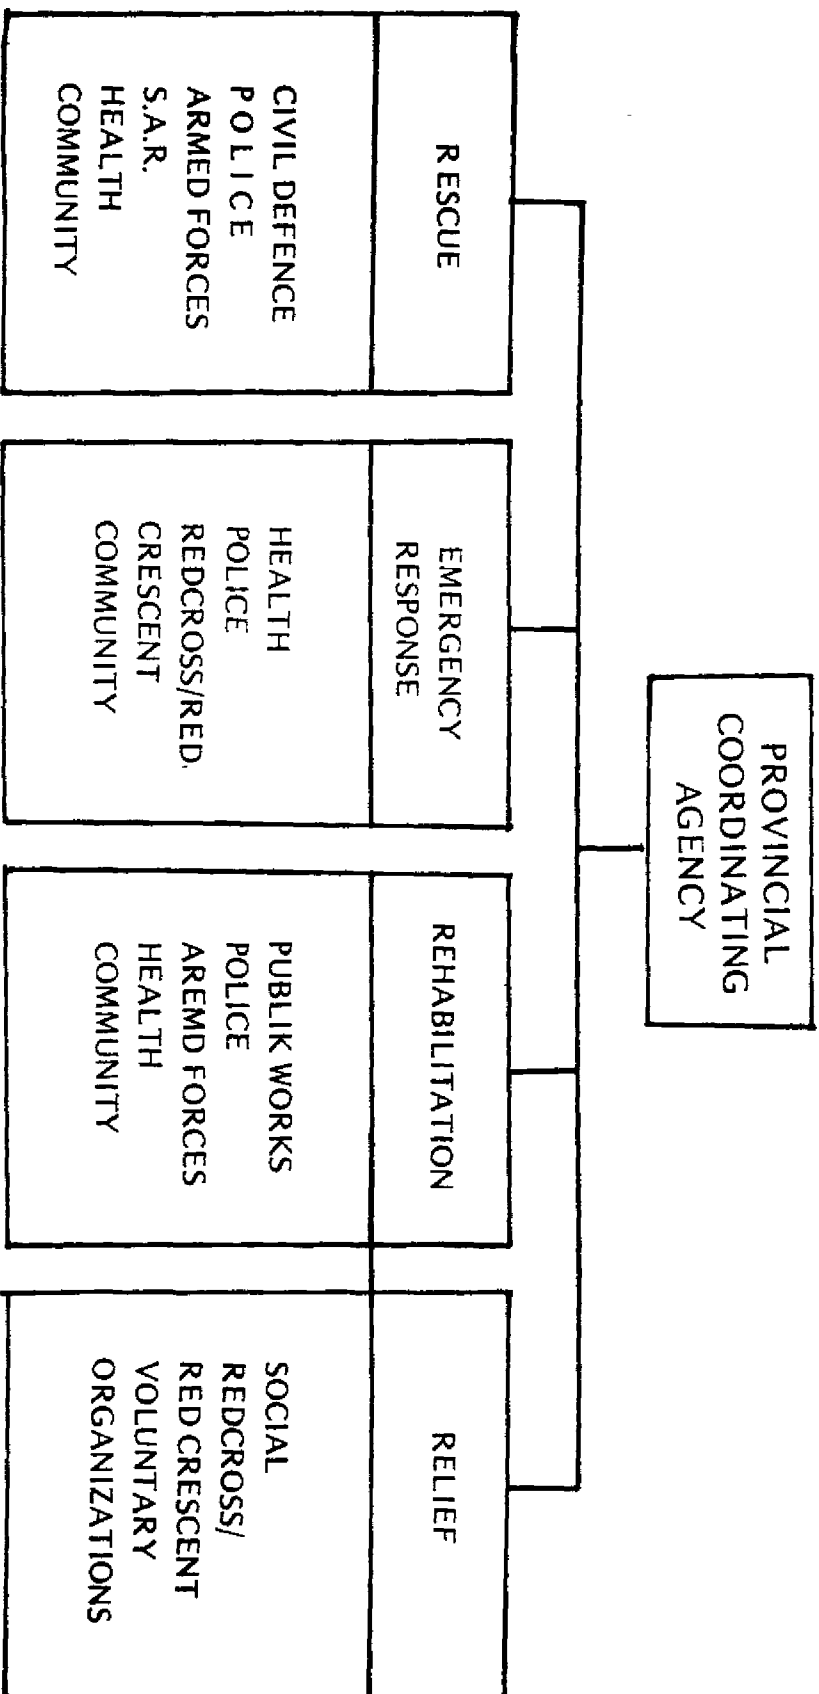 PROVINCIAL
COORDINATING
AGENCY
RESCUE
CIVIL DEFENCE
POLICE
ARMED FORCES
S.A.R.
HEALTH
COMMUNITY
EMERGENCY
RESPONSE
HEALTH
POLICE
REDCROSS/RED.
CRESCENT
COMMUNITY
REHABILITATION
PUBLIK WORKS
POLICE
AREMD FORCES
HEALTH
COMMUNITY
RELIEF
SOCIAL
REDCROSS/
RED CRESCENT
VOLUNTARY
ORGANIZATIONS